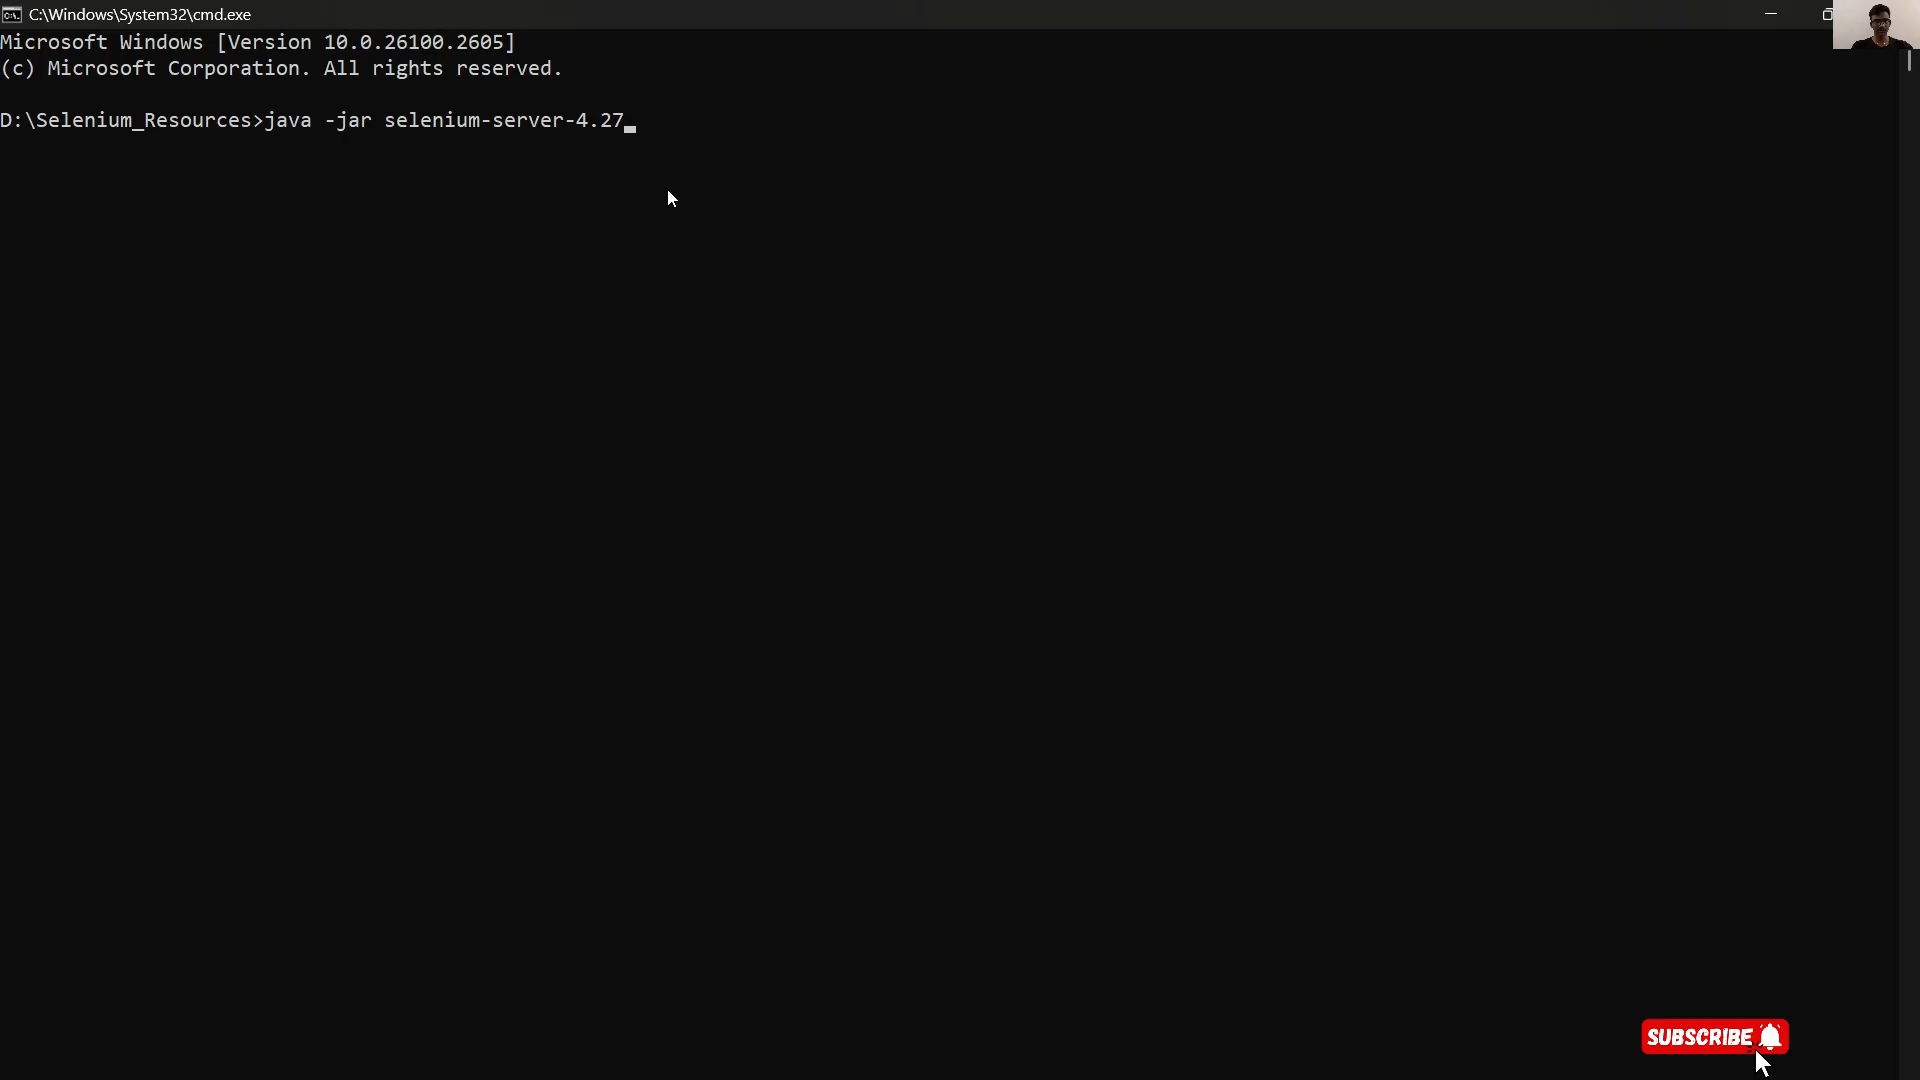 C:\Windows\System32\cmd.exe
Microsoft Windows [Version 10.0.26100.2605]
(c) Microsoft Corporation. All rights reserved.
D:\Selenium_Resources>java -jar selenium-server-4.27
SUBSCRIBE